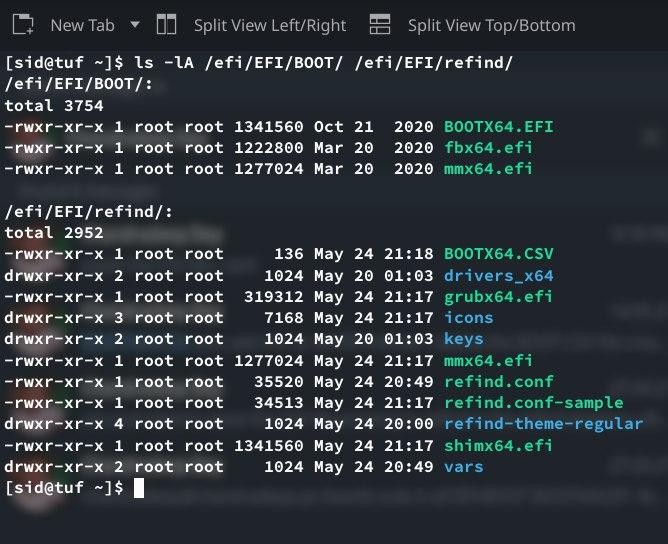 New Tab Split View Left/Right Split View Top/Bottom
[sid@tuf ~]$ ls -lA /efi/EFI/BOOT/ /efi/EFI/refind/
/efi/EFI/BOOT/:
total 3754
-rwxr-xr-x 1 root root 1341560 Oct 21  2020 BOOTX64.EFI
-rwxr-xr-x 1 root root 1222800 Mar 20  2020 fbx64.efi
-rwxr-xr-x 1 root root 1277024 Mar 20  2020 mmx64.efi

/efi/EFI/refind/:
total 2952
-rwxr-xr-x 1 root root     136 May 24 21:18 BOOTX64.CSV
drwxr-xr-x 2 root root    1024 May 20 01:03 drivers_x64
-rwxr-xr-x 1 root root  319312 May 24 21:17 grubx64.efi
drwxr-xr-x 3 root root    7168 May 24 21:17 icons
drwxr-xr-x 2 root root    1024 May 20 01:03 keys
-rwxr-xr-x 1 root root 1277024 May 24 21:17 mmx64.efi
-rwxr-xr-x 1 root root   35520 May 24 20:49 refind.conf
-rwxr-xr-x 1 root root   34513 May 24 21:17 refind.conf-sample
drwxr-xr-x 4 root root    1024 May 24 20:00 refind-theme-regular
-rwxr-xr-x 1 root root 1341560 May 24 21:17 shimx64.efi
drwxr-xr-x 2 root root    1024 May 24 20:49 vars
[sid@tuf ~]$